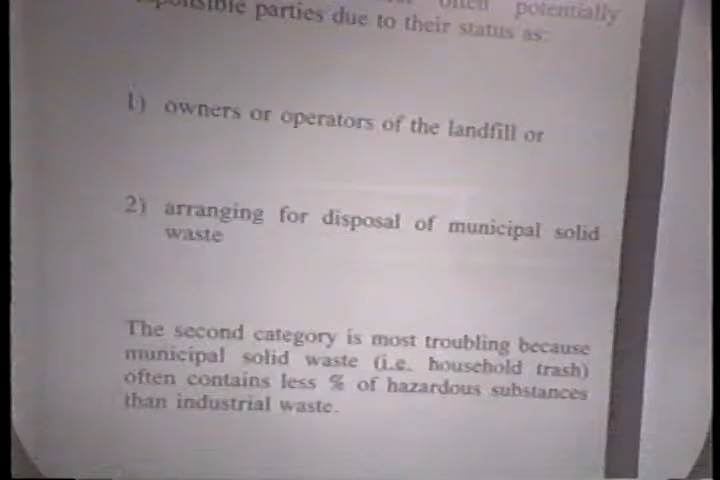 often potentially
responsible parties due to their status as:
1) owners or operators of the landfill or
2) arranging for disposal of municipal solid
waste
The second category is most troubling because
municipal solid waste (i.e. household trash)
often contains less % of hazardous substances
than industrial waste.